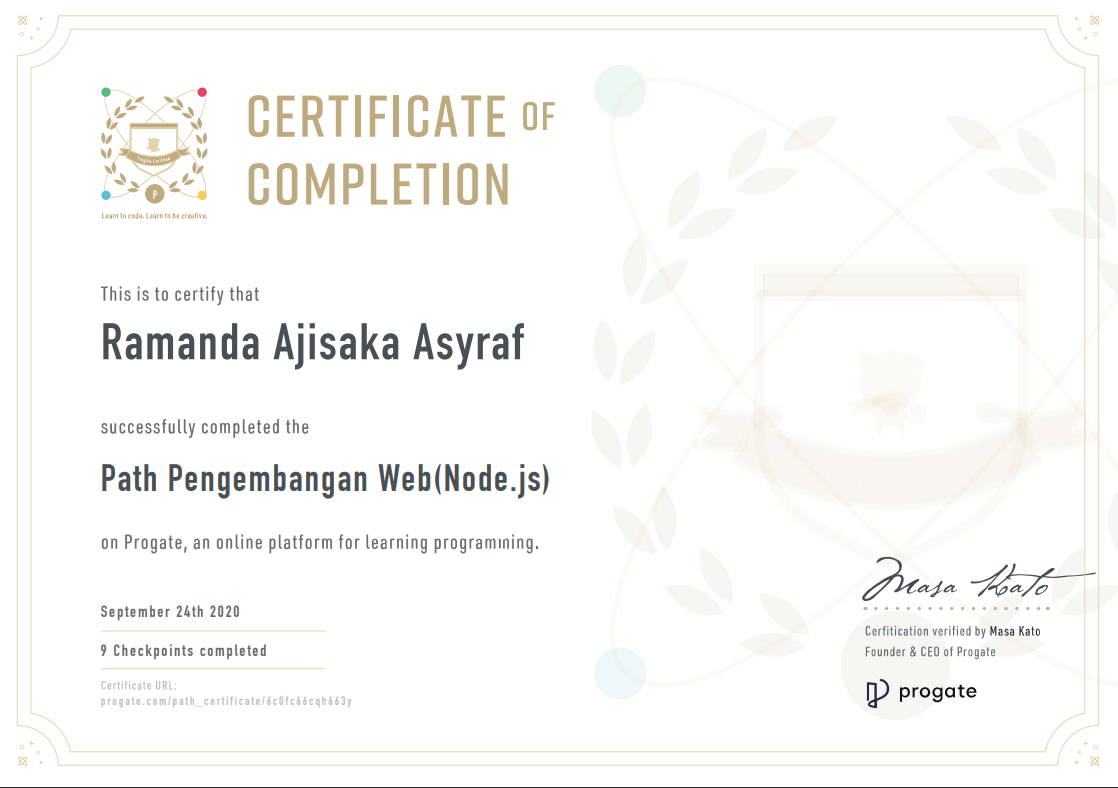 CERTIFICATE OF
COMPLETION
Progate Certified
P
Learn to code. Learn to be creative.
This is to certify that
Ramanda Ajisaka Asyraf
successfully completed the
Path Pengembangan Web(Node.js)
on Progate, an online platform for learning programming.
September 24th 2020
9 Checkpoints completed
Certificate URL:
progate.com/path_certificate/6c0fc66cqh663y
Masa Kato
Cerfitication verified by Masa Kato
Founder & CEO of Progate
progate